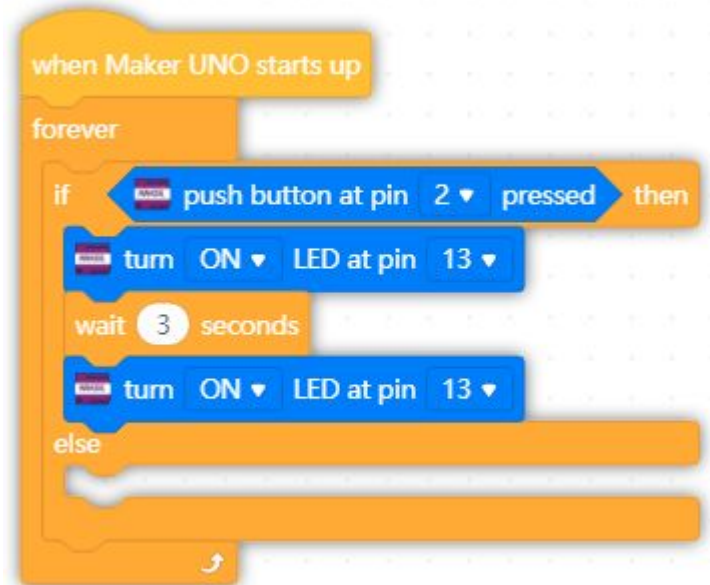 when Maker UNO starts up
forever
if push button at pin 2 pressed then
turn ON LED at pin 13
wait 3 seconds
turn ON LED at pin 13
else